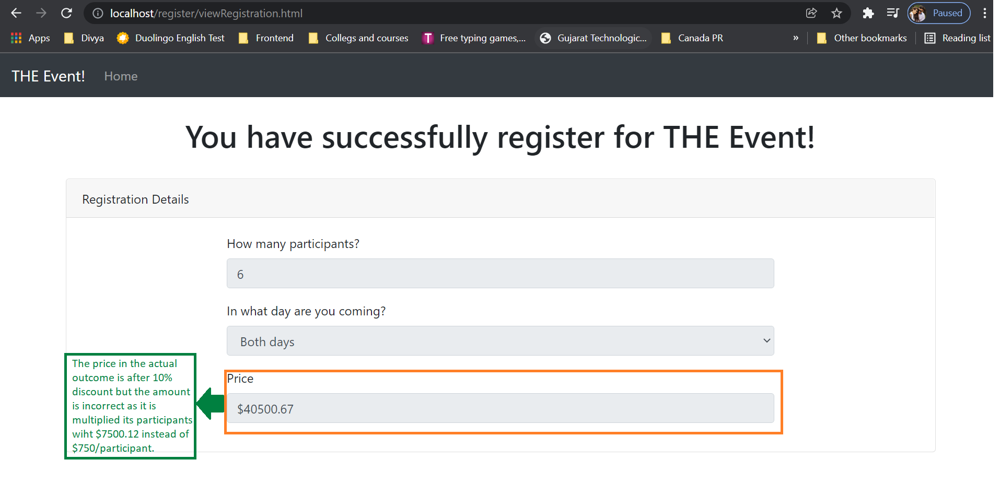 localhost/register/viewRegistration.html
Paused
Apps Divya Duolingo English Test Frontend Collegs and courses Free typing games,... Gujarat Technologic... Canada PR » Other bookmarks Reading list
THE Event! Home
You have successfully register for THE Event!
Registration Details
How many participants?
6
In what day are you coming?
Both days
Price
$40500.67
The price in the actual
outcome is after 10%
discount but the amount
is incorrect as it is
multiplied its participants
wiht $7500.12 instead of
$750/participant.